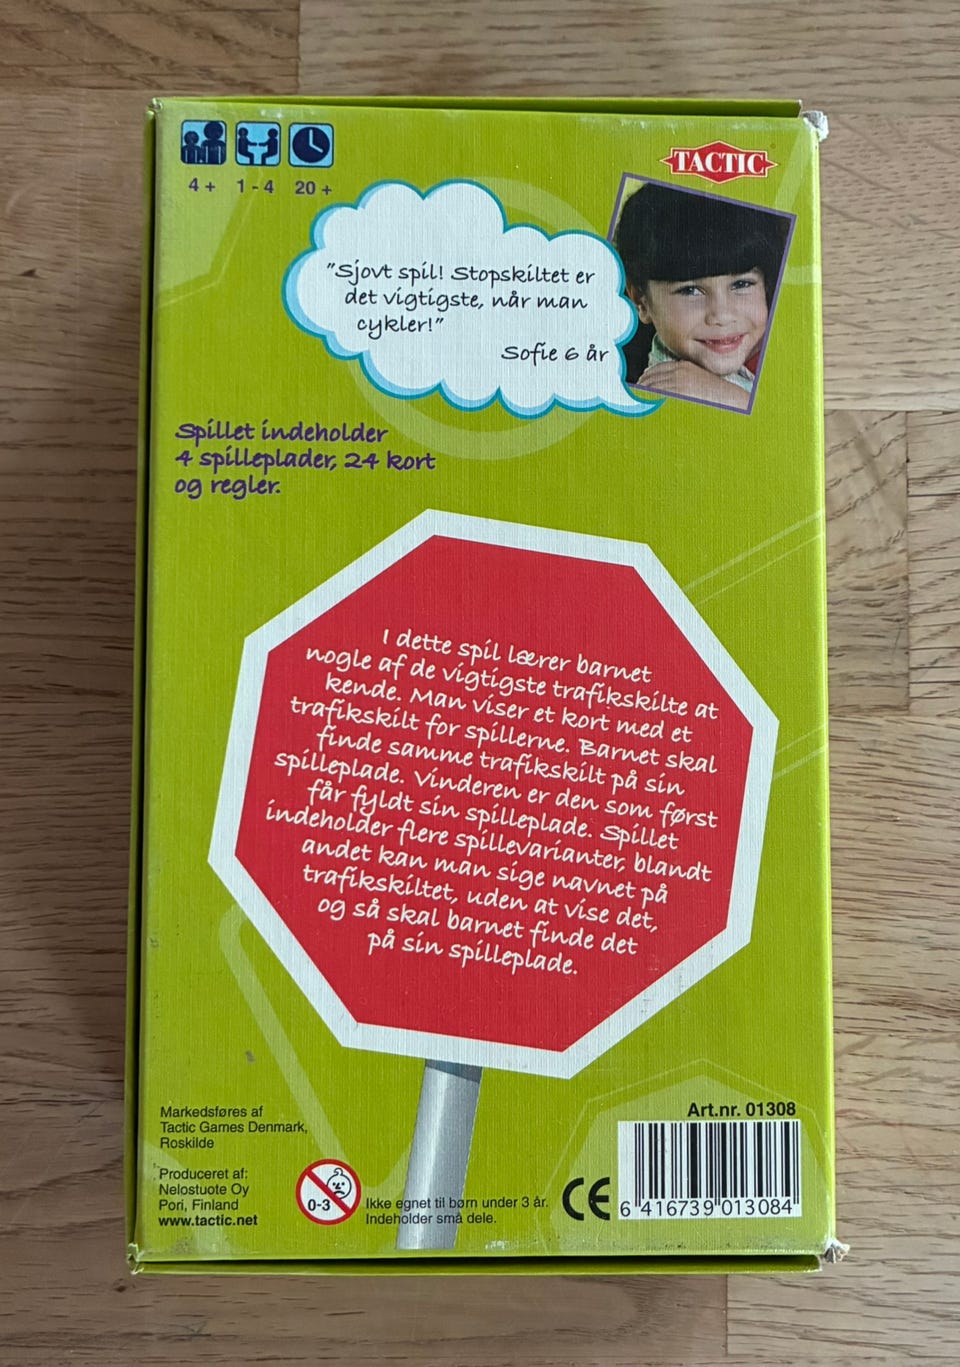 4+ 1-4 20+
TACTIC
"Sjovt spil! Stopskiltet er
det vigtigste, når man
cykler!"
Sofie 6 år
Spillet indeholder
4 spilleplader, 24 kort
og regler.
I dette spil lærer barnet
nogle af de vigtigste trafikskilte at
kende. Man viser et kort med et
trafikskilt for spillerne. Barnet skal
finde samme trafikskilt på sin
spilleplade. Vinderen er den som først
får fyldt sin spilleplade. Spillet
indeholder flere spillevarianter, blandt
andet kan man sige navnet på
trafikskiltet, uden at vise det,
og så skal barnet finde det
på sin spilleplade.
Markedsføres af
Tactic Games Denmark,
Roskilde
Produceret af:
Nelostuote Oy
Pori, Finland
www.tactic.net
0-3
Ikke egnet til børn under 3 år.
Indeholder små dele.
CE
Art.nr. 01308
6 416739 013084